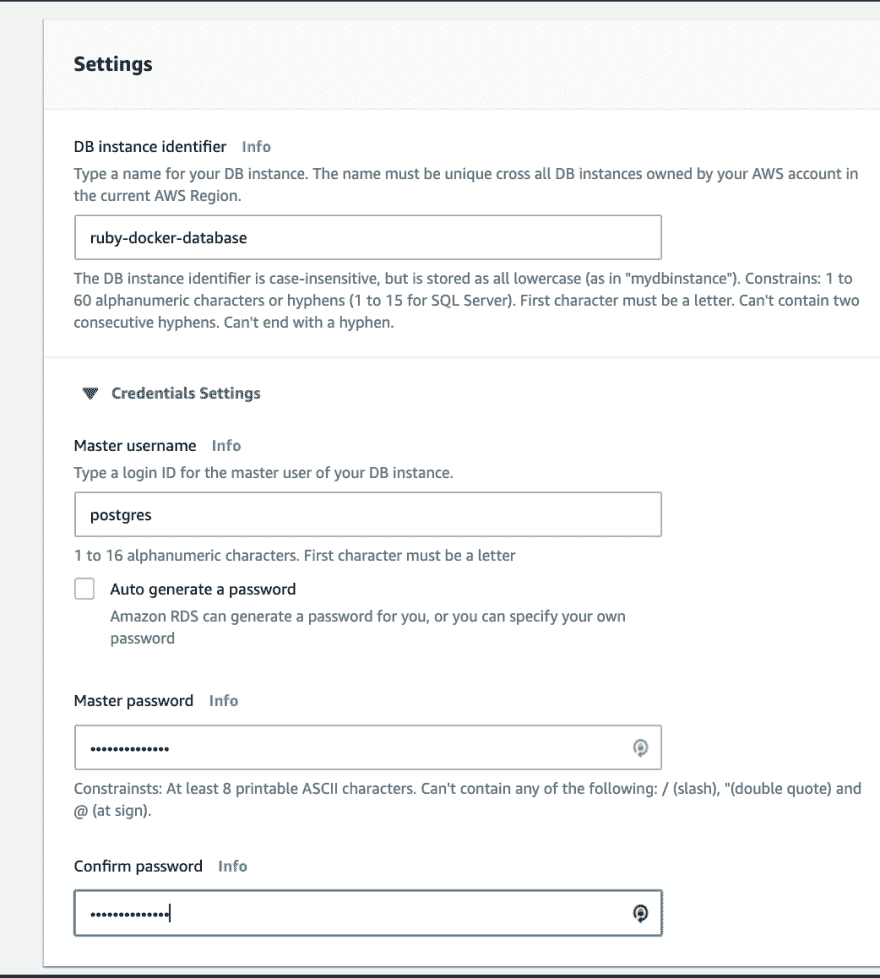 Settings
DB instance identifier Info
Type a name for your DB instance. The name must be unique cross all DB instances owned by your AWS account in
the current AWS Region.
ruby-docker-database
The DB instance identifier is case-insensitive, but is stored as all lowercase (as in "mydbinstance"). Constrains: 1 to
60 alphanumeric characters or hyphens (1 to 15 for SQL Server). First character must be a letter. Can't contain two
consecutive hyphens. Can't end with a hyphen.
Credentials Settings
Master username Info
Type a login ID for the master user of your DB instance.
postgres
1 to 16 alphanumeric characters. First character must be a letter
Auto generate a password
Amazon RDS can generate a password for you, or you can specify your own
password
Master password Info
••••••••••••••
Constrainsts: At least 8 printable ASCII characters. Can't contain any of the following: / (slash), "(double quote) and
@ (at sign).
Confirm password Info
••••••••••••••